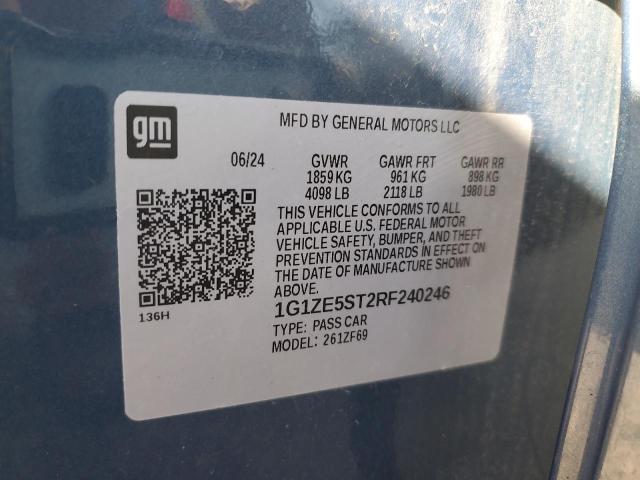 gm
MFD BY GENERAL MOTORS LLC
06/24 GVWR GAWR FRT GAWR RR
1859 KG 961 KG 898 KG
4098 LB 2118 LB 1980 LB
THIS VEHICLE CONFORMS TO ALL
APPLICABLE U.S. FEDERAL MOTOR
VEHICLE SAFETY, BUMPER, AND THEFT
PREVENTION STANDARDS IN EFFECT ON
THE DATE OF MANUFACTURE SHOWN
ABOVE.
1G1ZE5ST2RF240246
136H
TYPE: PASS CAR
MODEL: 261ZF69